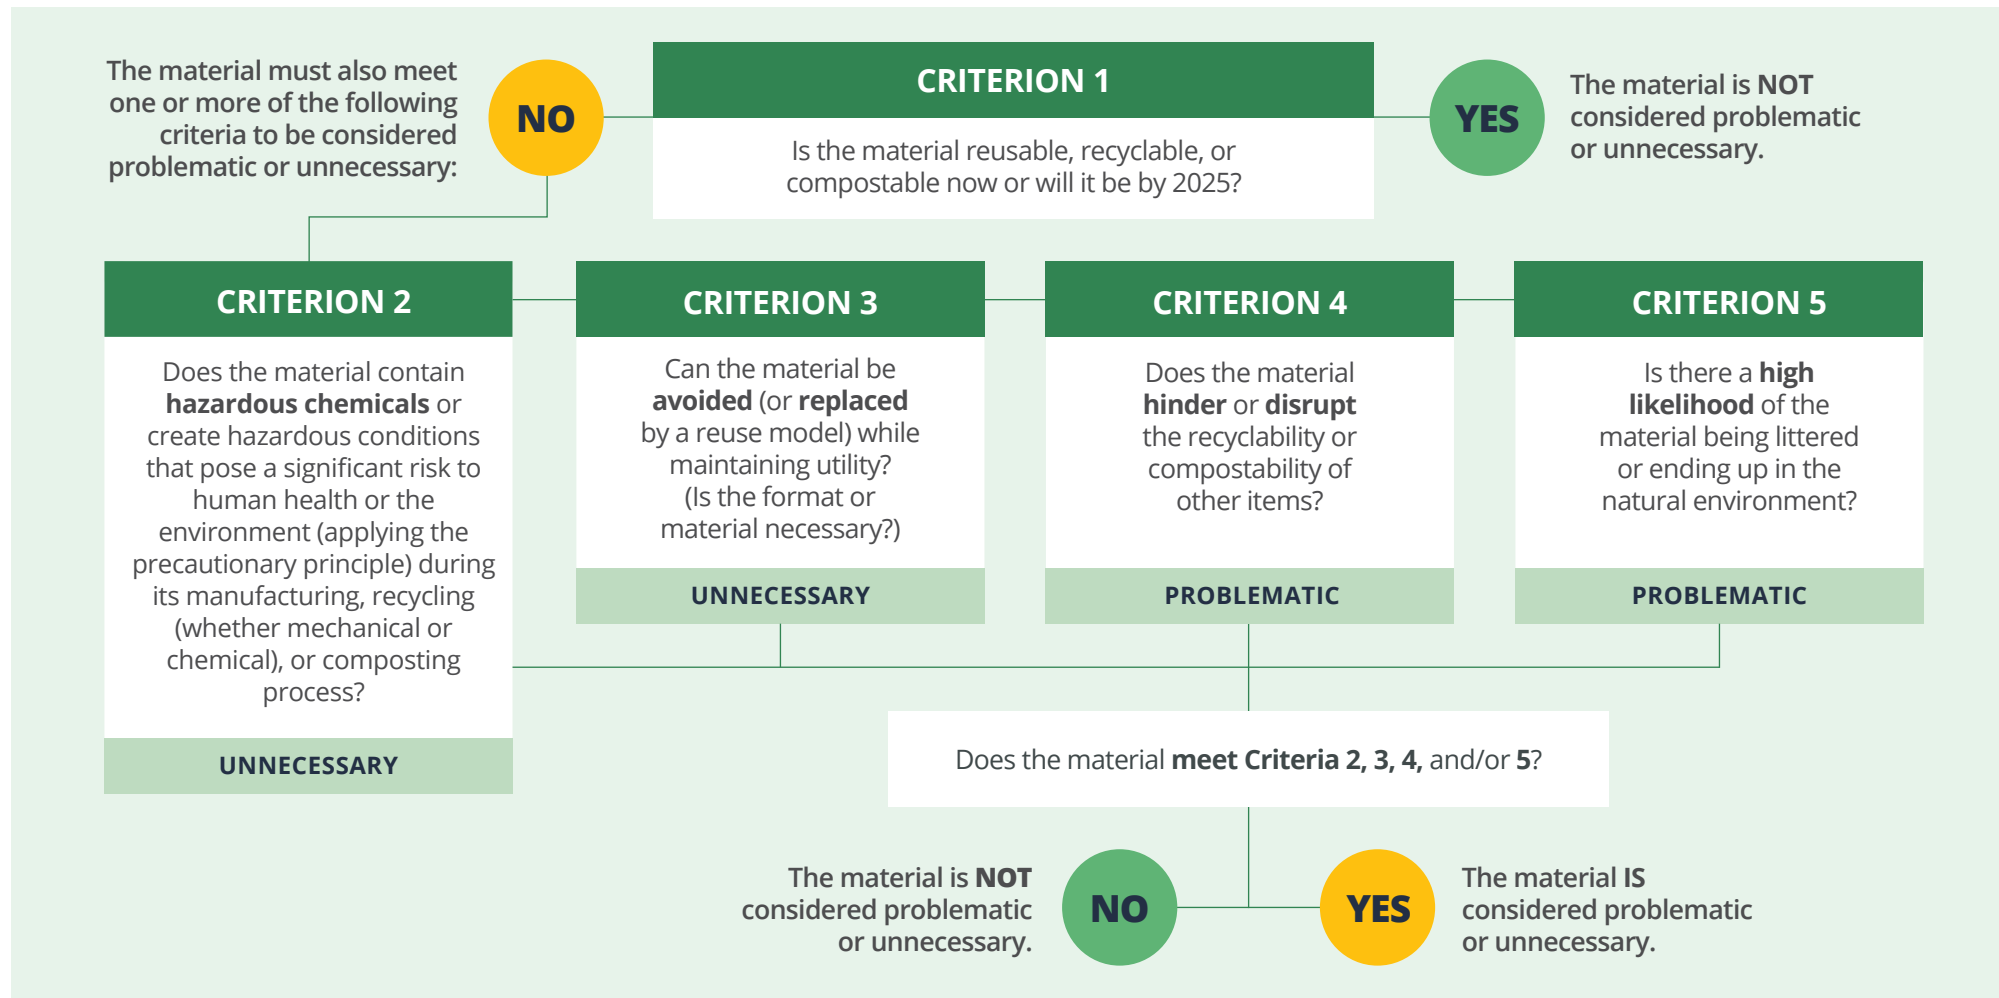 The material must also meet
one or more of the following
criteria to be considered
problematic or unnecessary:
NO
CRITERION 1
Is the material reusable, recyclable, or
compostable now or will it be by 2025?
YES
The material is NOT
considered problematic
or unnecessary.
CRITERION 2
Does the material contain
hazardous chemicals or
create hazardous conditions
that pose a significant risk to
human health or the
environment (applying the
precautionary principle) during
its manufacturing, recycling
(whether mechanical or
chemical), or composting
process?
UNNECESSARY
CRITERION 3
Can the material be
avoided (or replaced
by a reuse model) while
maintaining utility?
(Is the format or
material necessary?)
UNNECESSARY
CRITERION 4
Does the material
hinder or disrupt
the recyclability or
compostability of
other items?
PROBLEMATIC
CRITERION 5
Is there a high
likelihood of the
material being littered
or ending up in the
natural environment?
PROBLEMATIC
Does the material meet Criteria 2, 3, 4, and/or 5?
The material is NOT
considered problematic
or unnecessary.
NO
YES
The material IS
considered problematic
or unnecessary.